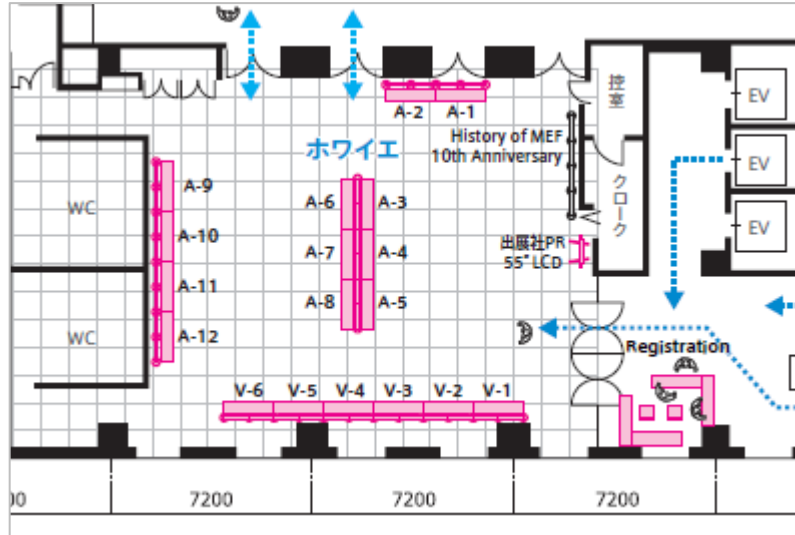 A-2
A-1
控室
EV
History of MEF
10th Anniversary
ホワイエ
EV
WC
A-9
A-6
A-3
クローク
A-10
EV
A-7
A-4
出展社PR
55"LCD
A-11
A-8
A-5
WC
A-12
Registration
V-6
V-5
V-4
V-3
V-2
V-1
00
7200
7200
7200